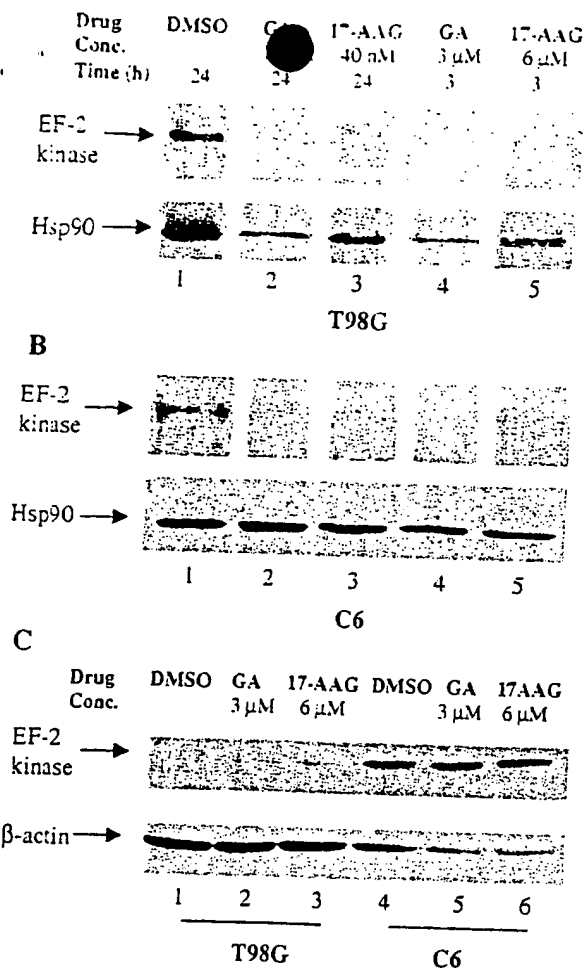 Drug DMSO 17-AAG GA 17-AAG
Conc. 40 nM 3 µM 6 µM
Time (h) 24 24 24 3 3
EF-2
kinase
Hsp90
1 2 3 4 5
T98G
B
EF-2
kinase
Hsp90
1 2 3 4 5
C6
C
Drug DMSO GA 17-AAG DMSO GA 17AAG
Conc. 3 µM 6 µM 3 µM 6 µM
EF-2
kinase
β-actin
1 2 3 4 5 6
T98G C6